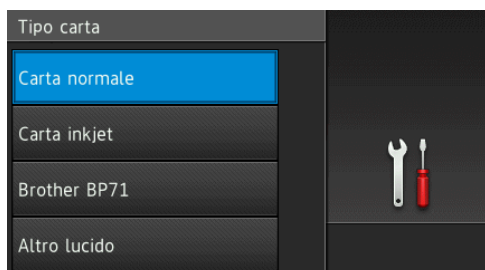 Tipo carta
Carta normale
Carta inkjet
Brother BP71
Altro lucido